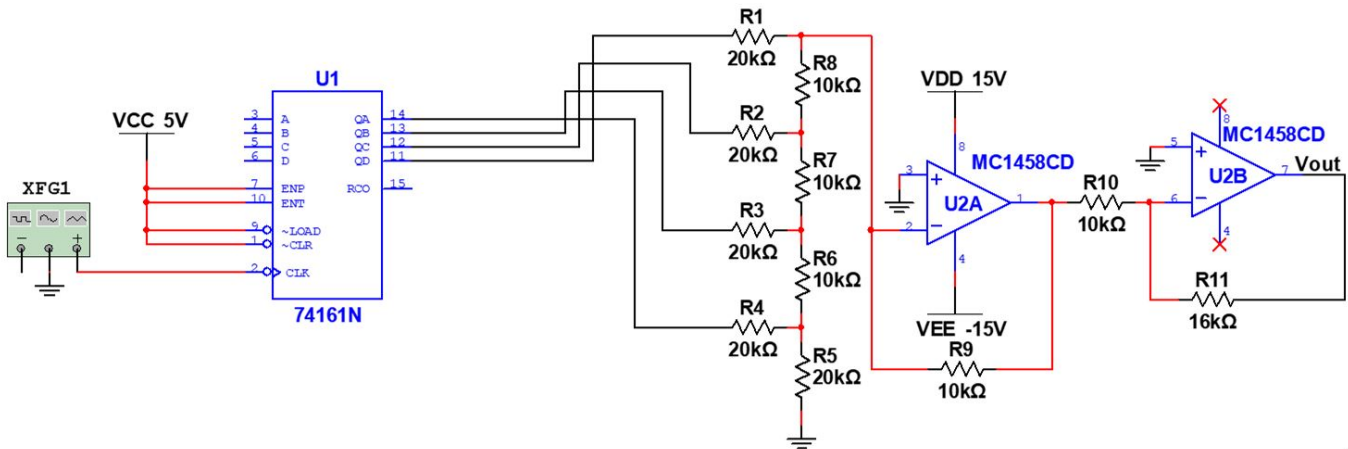 R1
20kΩ
R8
10kΩ
U1
VCC 5V
VDD 15V
3 A QA 14
4 B QB 13
5 C QC 12
6 D QD 11
7 ENP RCO 15
10 ENT
9 ~LOAD
1 ~CLR
2 CLK
74161N
XFG1
R2
20kΩ
R7
10kΩ
R3
20kΩ
R6
10kΩ
R4
20kΩ
R5
20kΩ
8
MC1458CD
3
U2A
1
2
4
VEE -15V
R9
10kΩ
R10
10kΩ
8
MC1458CD
5
U2B
7
Vout
6
4
R11
16kΩ